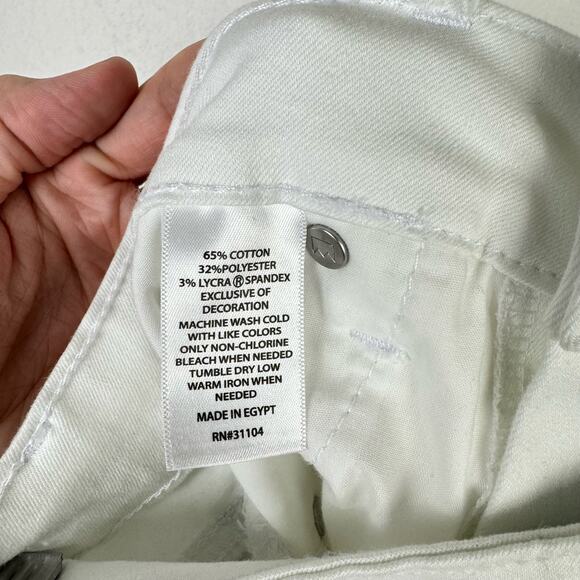 65% COTTON
32%POLYESTER
3% LYCRA ® SPANDEX
EXCLUSIVE OF
DECORATION
MACHINE WASH COLD
WITH LIKE COLORS
ONLY NON-CHLORINE
BLEACH WHEN NEEDED
TUMBLE DRY LOW
WARM IRON WHEN
NEEDED
MADE IN EGYPT
RN#31104